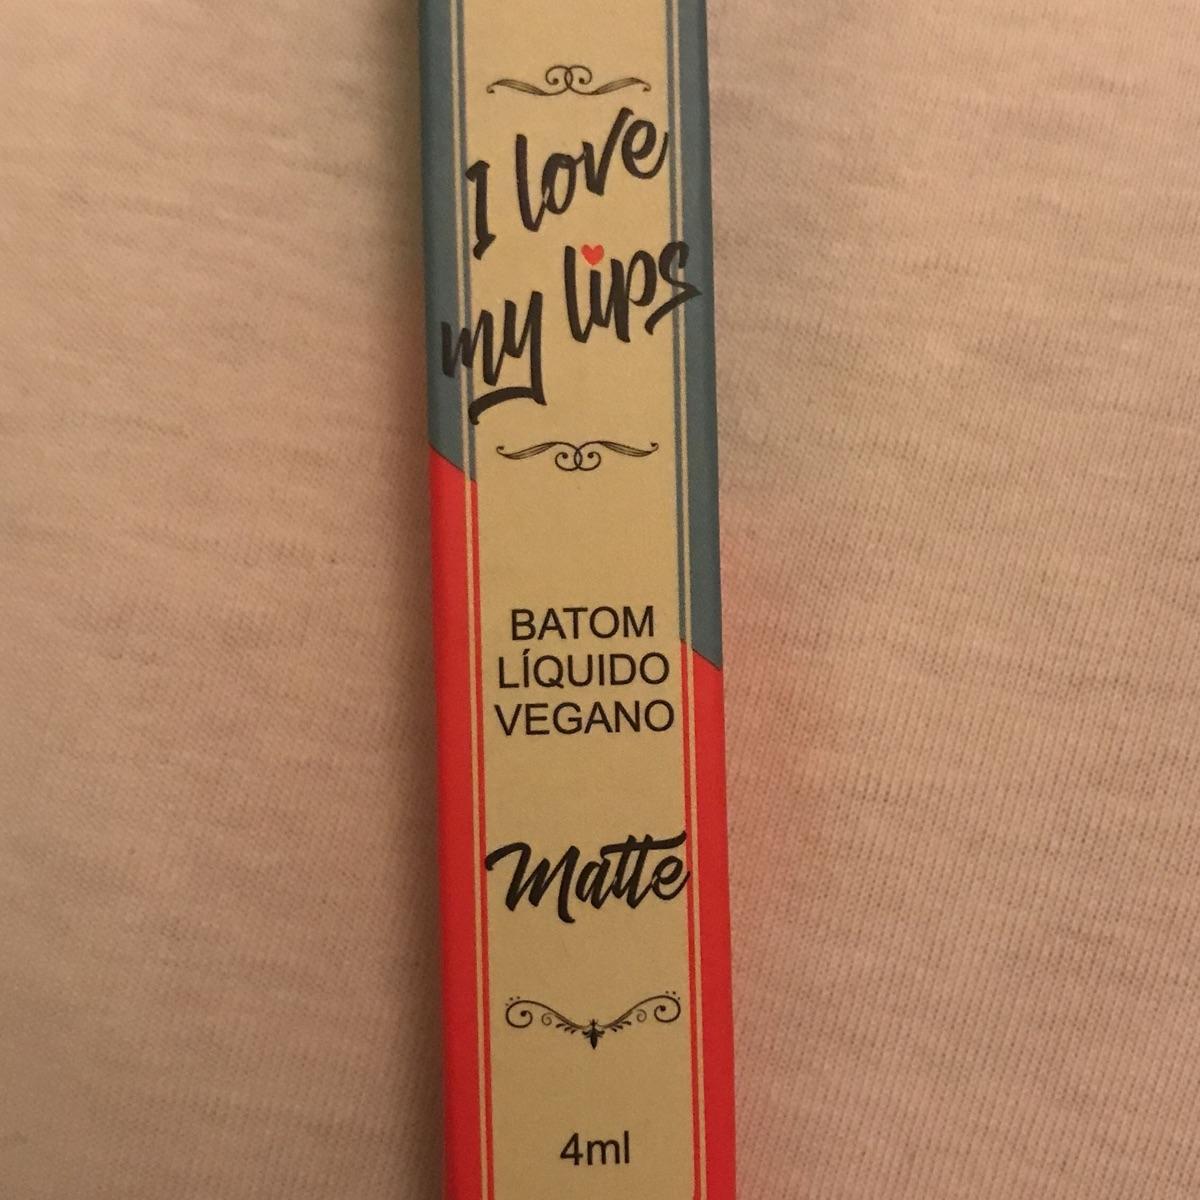 I love
my lips
BATOM
LÍQUIDO
VEGANO
Matte
4ml